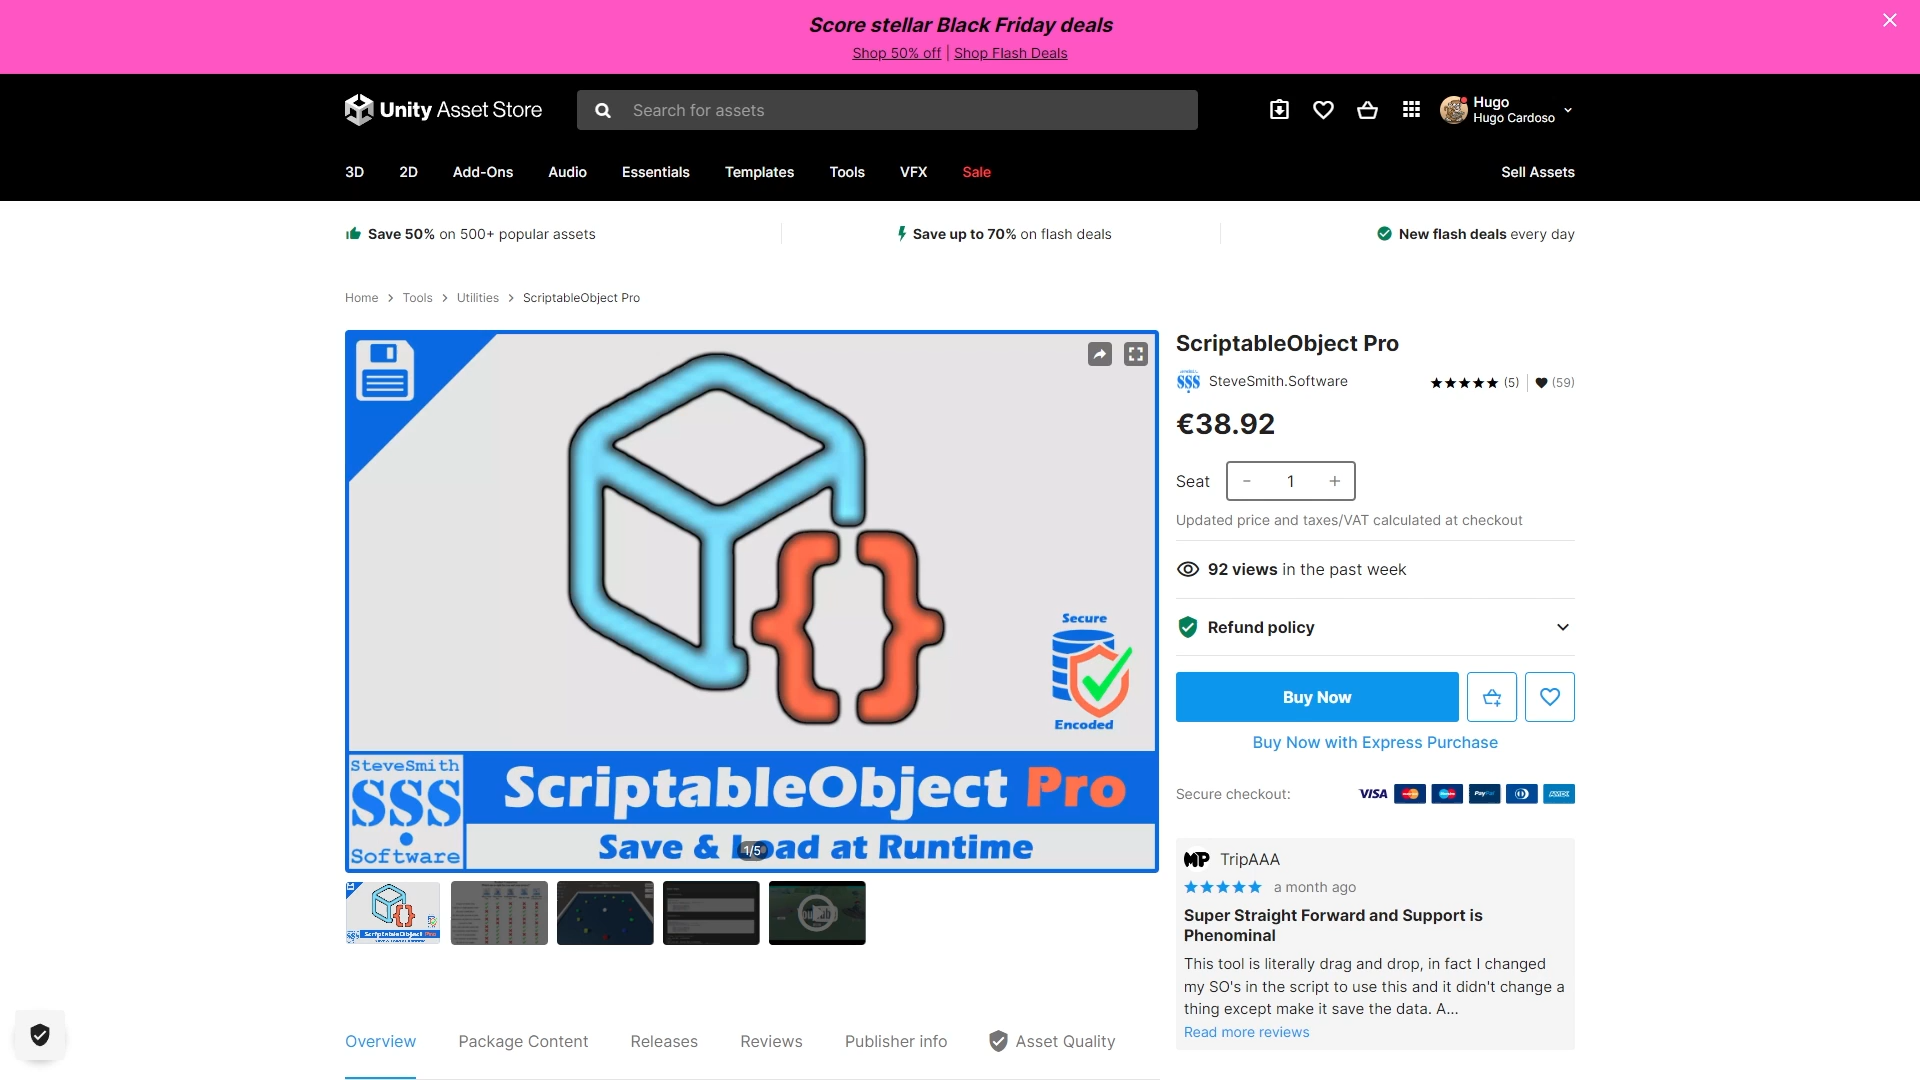 Score stellar Black Friday deals
Shop 50% off | Shop Flash Deals
Unity Asset Store
Search for assets
Hugo
Hugo Cardoso
3D 2D Add-Ons Audio Essentials Templates Tools VFX Sale Sell Assets
Save 50% on 500+ popular assets
Save up to 70% on flash deals
New flash deals every day
Home > Tools > Utilities > ScriptableObject Pro
Secure
Encoded
SteveSmith
SSS
Software
ScriptableObject Pro
Save & Load at Runtime
1/5
ScriptableObject Pro
SSS
SteveSmith.Software
(5) (59)
€38.92
Seat - 1 +
Updated price and taxes/VAT calculated at checkout
92 views in the past week
Refund policy
Buy Now
Buy Now with Express Purchase
Secure checkout: VISA PayPal AMEX
MP TripAAA
a month ago
Super Straight Forward and Support is
Phenominal
This tool is literally drag and drop, in fact I changed
my SO's in the script to use this and it didn't change a
thing except make it save the data. A...
Read more reviews
ScriptableObject Pro
Overview Package Content Releases Reviews Publisher info Asset Quality